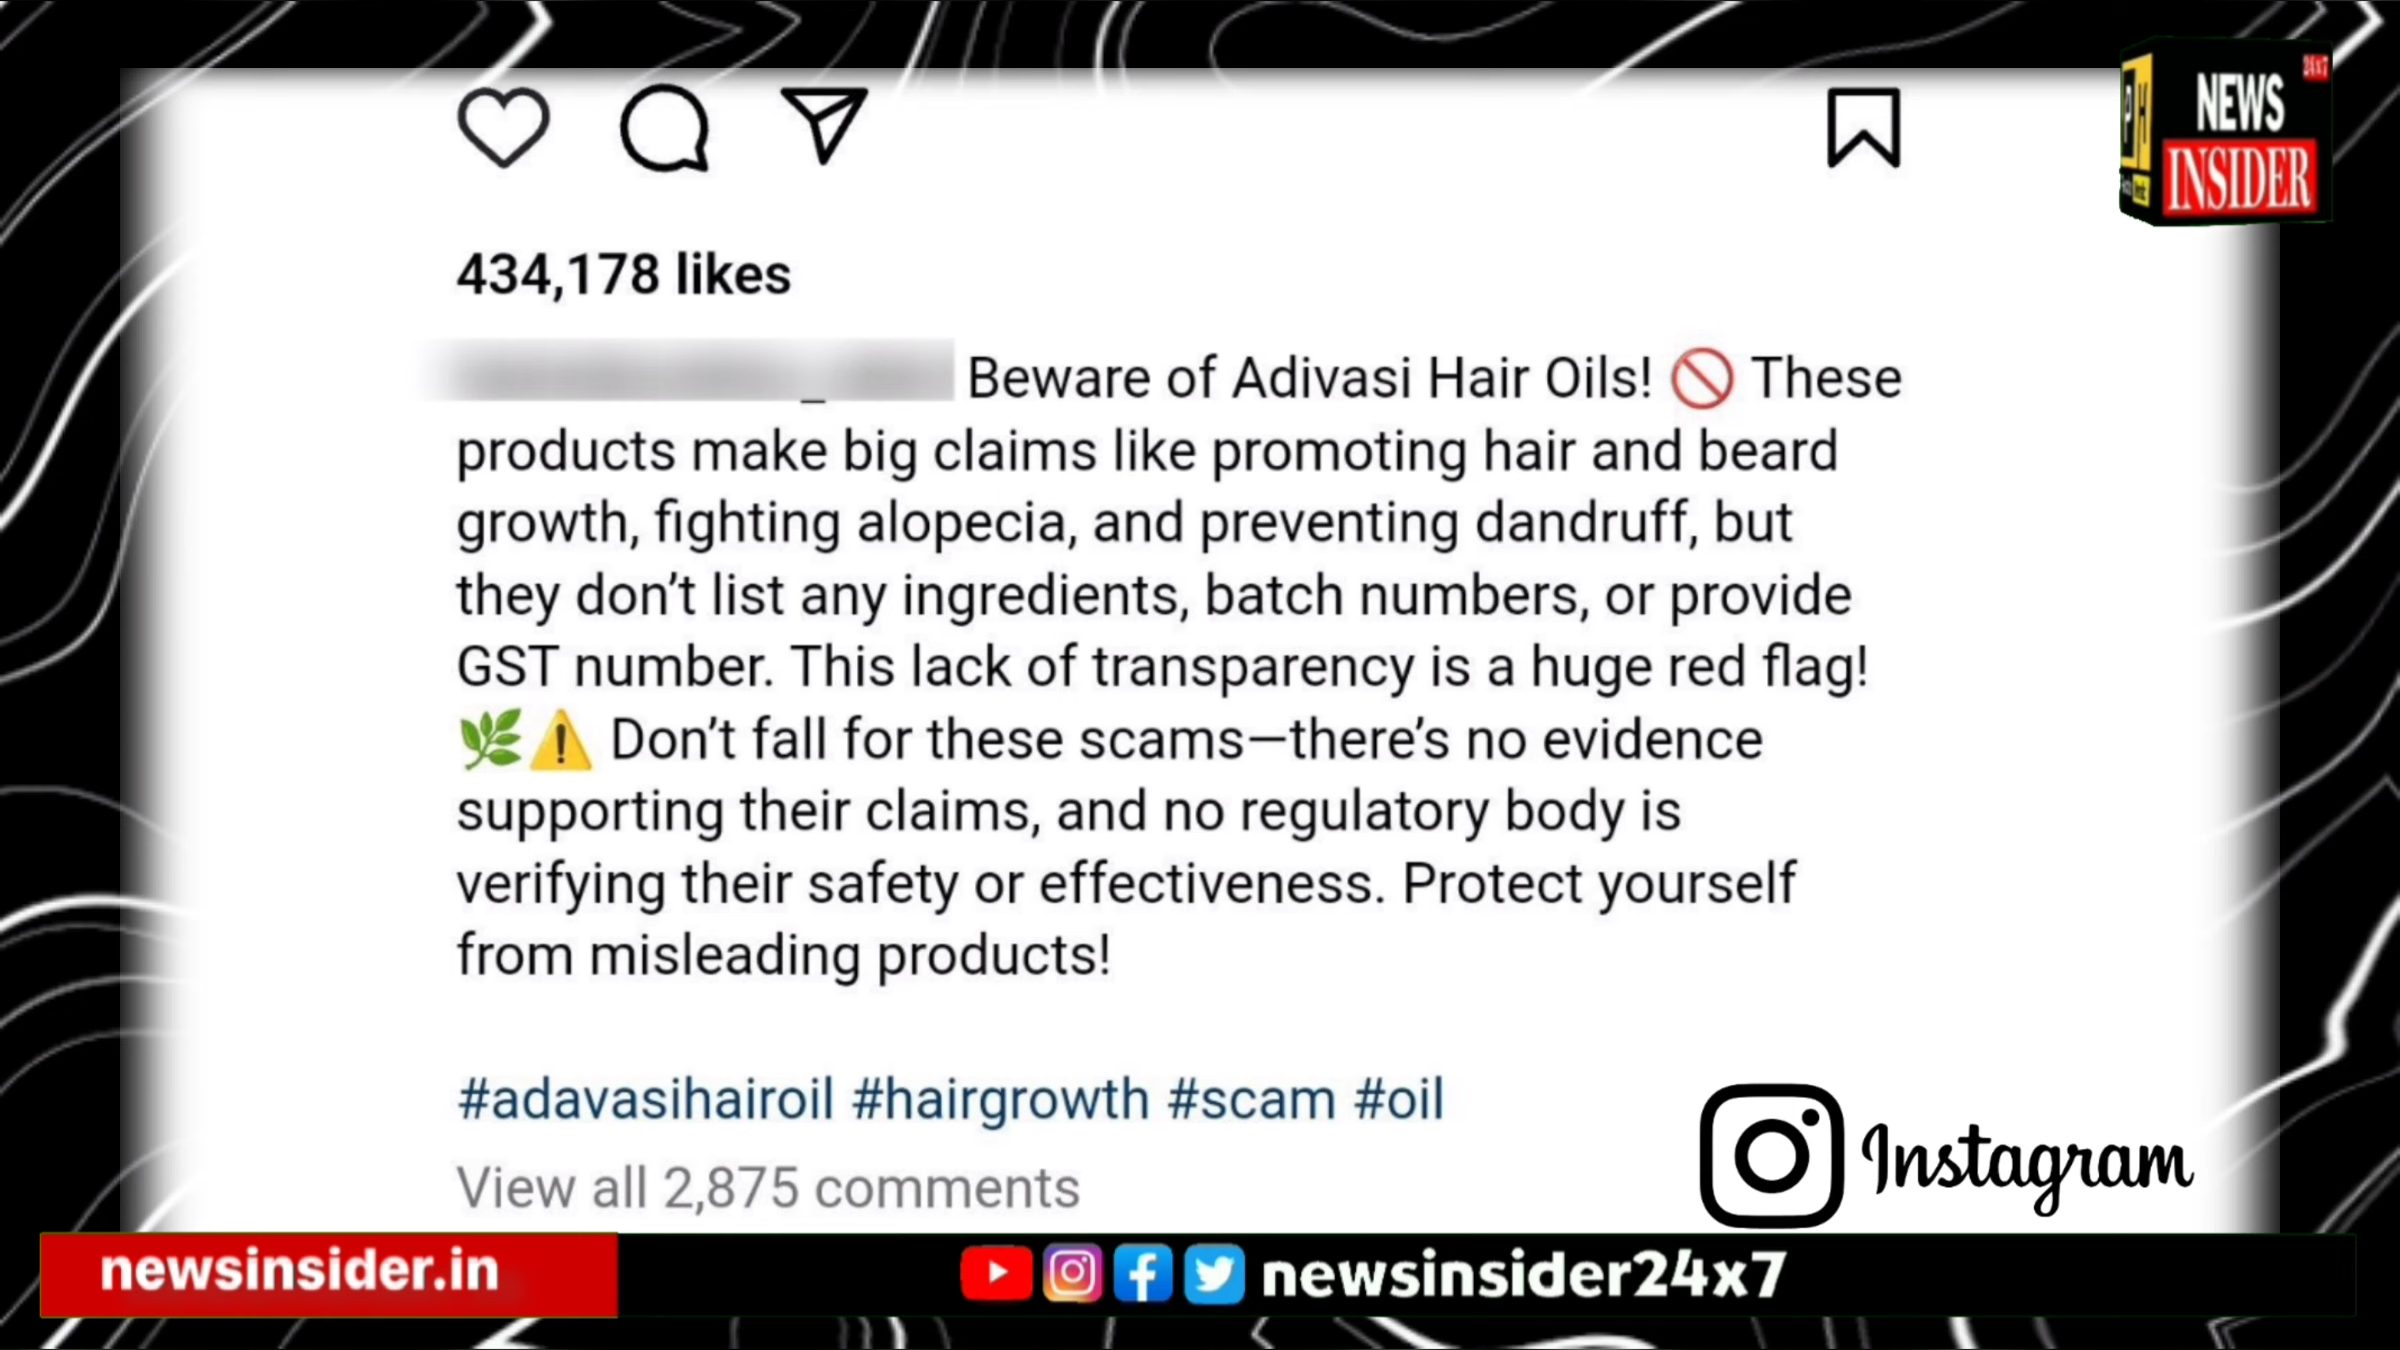 24x7
PH
NEWS
INSIDER
434,178 likes
Beware of Adivasi Hair Oils! 🚫 These
products make big claims like promoting hair and beard
growth, fighting alopecia, and preventing dandruff, but
they don’t list any ingredients, batch numbers, or provide
GST number. This lack of transparency is a huge red flag!
🌿⚠️ Don’t fall for these scams—there’s no evidence
supporting their claims, and no regulatory body is
verifying their safety or effectiveness. Protect yourself
from misleading products!
#adavasihairoil #hairgrowth #scam #oil
View all 2,875 comments
Instagram
newsinsider.in
newsinsider24x7